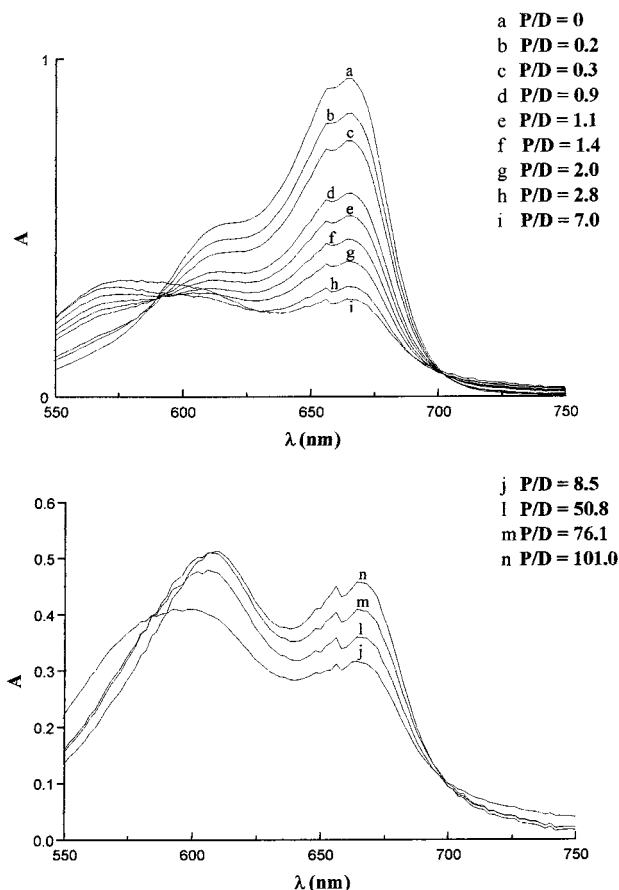 a P/D = 0
b P/D = 0.2
c P/D = 0.3
d P/D = 0.9
e P/D = 1.1
f P/D = 1.4
g P/D = 2.0
h P/D = 2.8
i P/D = 7.0
1
a
b
c
d
e
f
g
h
i
A
0
550 600 650 700 750
λ (nm)
j P/D = 8.5
l P/D = 50.8
m P/D = 76.1
n P/D = 101.0
0.6
0.5
0.4
0.3
0.2
0.1
0.0
n
m
l
j
A
550 600 650 700 750
λ (nm)